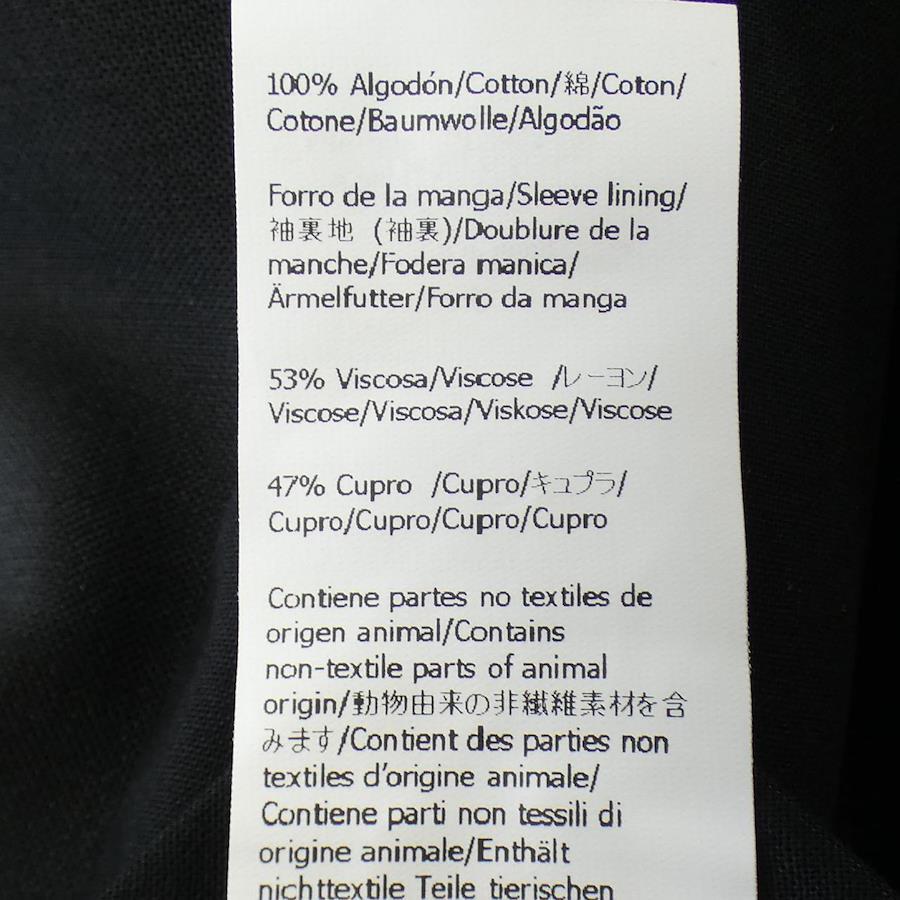 100% Algodón/Cotton/綿/Coton/
Cotone/Baumwolle/Algodão
Forro de la manga/Sleeve lining/
袖裏地 (袖裏)/Doublure de la
manche/Fodera manica/
Ärmelfutter/Forro da manga
53% Viscosa/Viscose /レーヨン/
Viscose/Viscosa/Viskose/Viscose
47% Cupro /Cupro/キュプラ/
Cupro/Cupro/Cupro/Cupro
Contiene partes no textiles de
origen animal/Contains
non-textile parts of animal
origin/動物由来の非繊維素材を含
みます/Contient des parties non
textiles d'origine animale/
Contiene parti non tessili di
origine animale/Enthält
nichttextile Teile tierischen